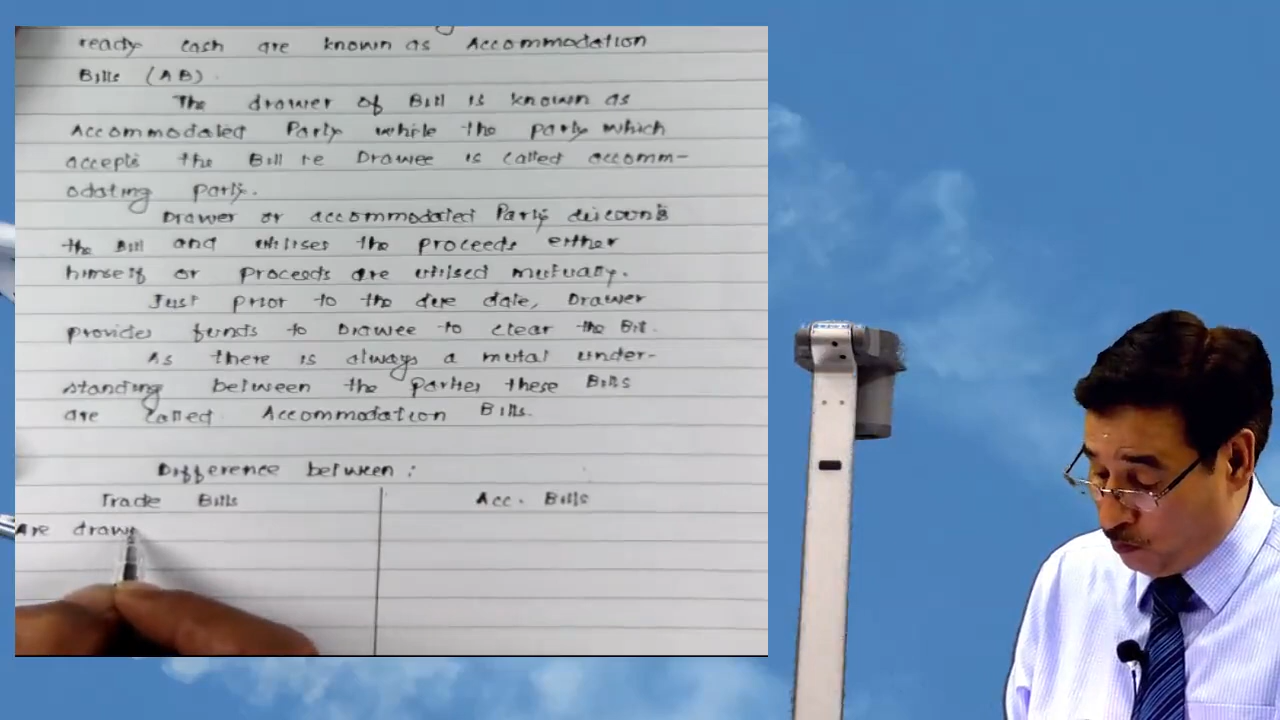 ready cash are known as Accommodation
Bills (AB).
The drawer of Bill is known as
Accommodated Party while the party which
accepts the Bill ie Drawee is called accomm-
odating party.
Drawer or accommodated Party discounts
the Bill and utilises the proceeds either
himself or proceeds are utilised mutually.
Just prior to the due date, Drawer
provides funds to Drawee to clear the Bill.
As there is always a mutal under-
standing between the parties these Bills
are called Accommodation Bills.
Difference between :
Trade Bills Acc. Bills
Are drawn